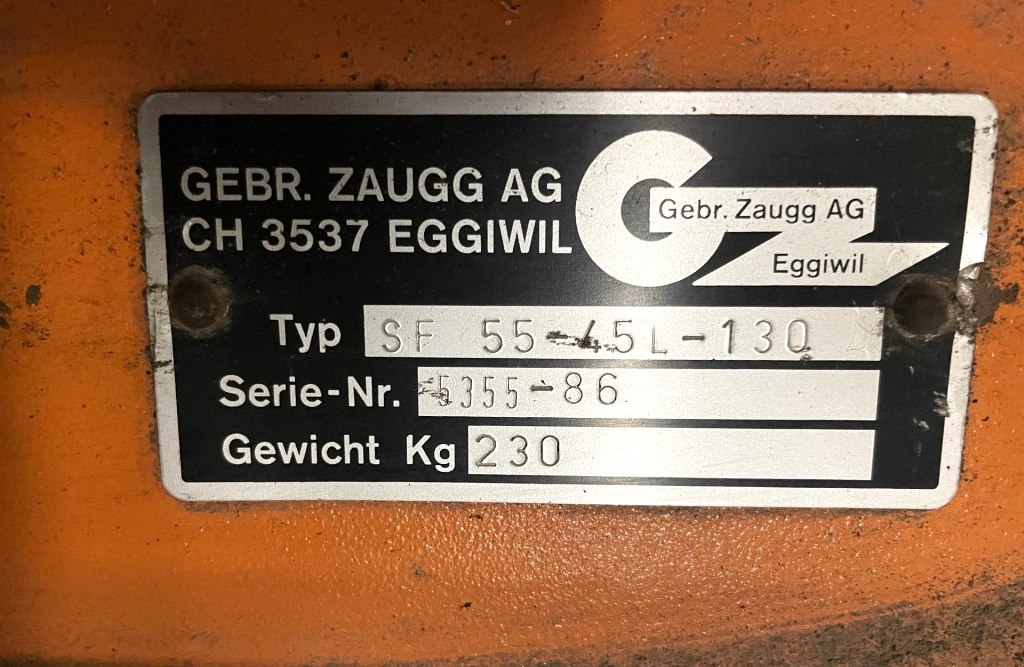 GEBR. ZAUGG AG
CH 3537 EGGIWIL
Gebr. Zaugg AG
Eggiwil
Typ SF 55-45L-130
Serie-Nr. 5355-86
Gewicht Kg 230